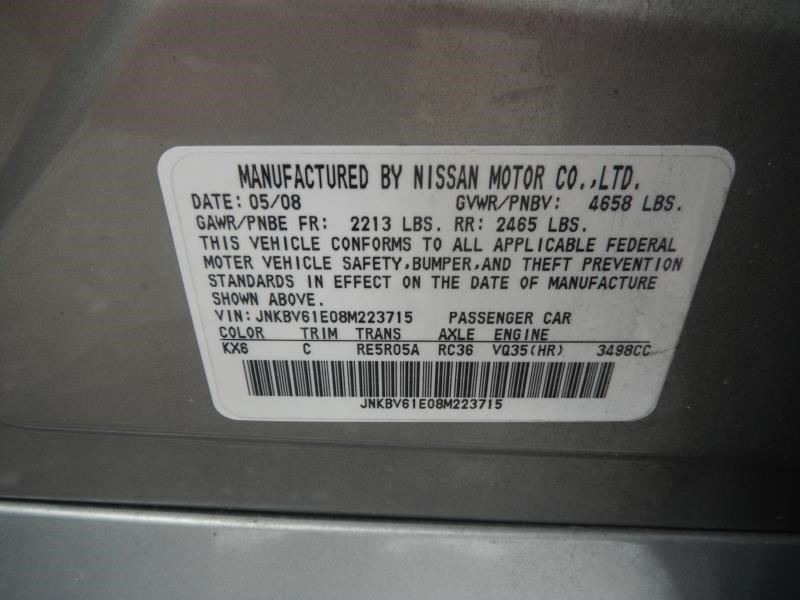 MANUFACTURED BY NISSAN MOTOR CO.,LTD.
DATE: 05/08 GVWR/PNBV: 4658 LBS.
GAWR/PNBE FR: 2213 LBS. RR: 2465 LBS.
THIS VEHICLE CONFORMS TO ALL APPLICABLE FEDERAL
MOTER VEHICLE SAFETY,BUMPER,AND THEFT PREVENTION
STANDARDS IN EFFECT ON THE DATE OF MANUFACTURE
SHOWN ABOVE.
VIN: JNKBV61E08M223715 PASSENGER CAR
COLOR TRIM TRANS AXLE ENGINE
KX6 C RE5R05A RC36 VQ35(HR) 3498CC
JNKBV61E08M223715